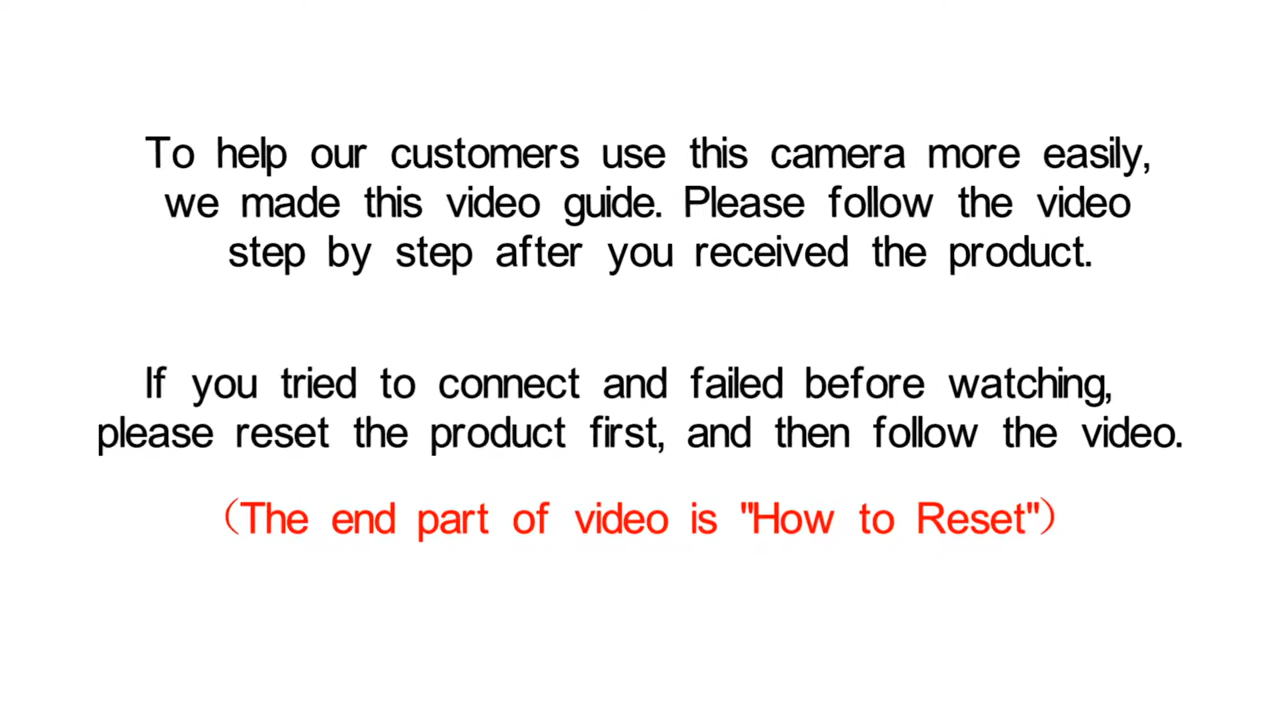 To help our customers use this camera more easily,
we made this video guide. Please follow the video
step by step after you received the product.
If you tried to connect and failed before watching,
please reset the product first, and then follow the video.
（The end part of video is "How to Reset"）